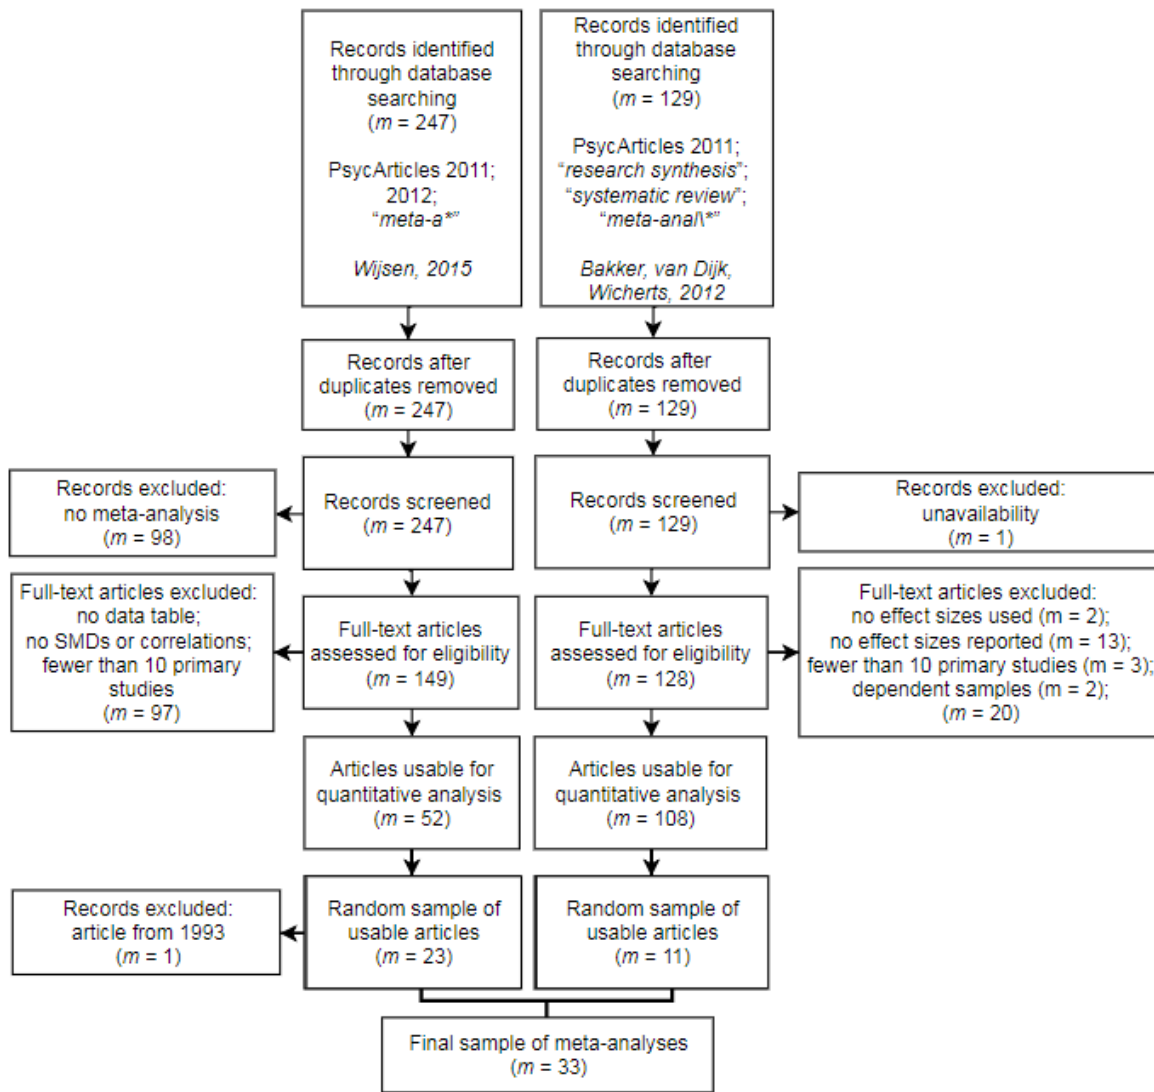 Records identified
through database
searching
(m = 247)
PsycArticles 2011;
2012;
“meta-a*”
Wijsen, 2015
Records identified
through database
searching
(m = 129)
PsycArticles 2011;
“research synthesis”;
“systematic review”;
“meta-anal\*”
Bakker, van Dijk,
Wicherts, 2012
Records after
duplicates removed
(m = 247)
Records after
duplicates removed
(m = 129)
Records excluded:
no meta-analysis
(m = 98)
Records screened
(m = 247)
Records screened
(m = 129)
Records excluded:
unavailability
(m = 1)
Full-text articles excluded:
no data table;
no SMDs or correlations;
fewer than 10 primary
studies
(m = 97)
Full-text articles
assessed for eligibility
(m = 149)
Full-text articles
assessed for eligibility
(m = 128)
Full-text articles excluded:
no effect sizes used (m = 2);
no effect sizes reported (m = 13);
fewer than 10 primary studies (m = 3);
dependent samples (m = 2);
(m = 20)
Articles usable for
quantitative analysis
(m = 52)
Articles usable for
quantitative analysis
(m = 108)
Records excluded:
article from 1993
(m = 1)
Random sample of
usable articles
(m = 23)
Random sample of
usable articles
(m = 11)
Final sample of meta-analyses
(m = 33)